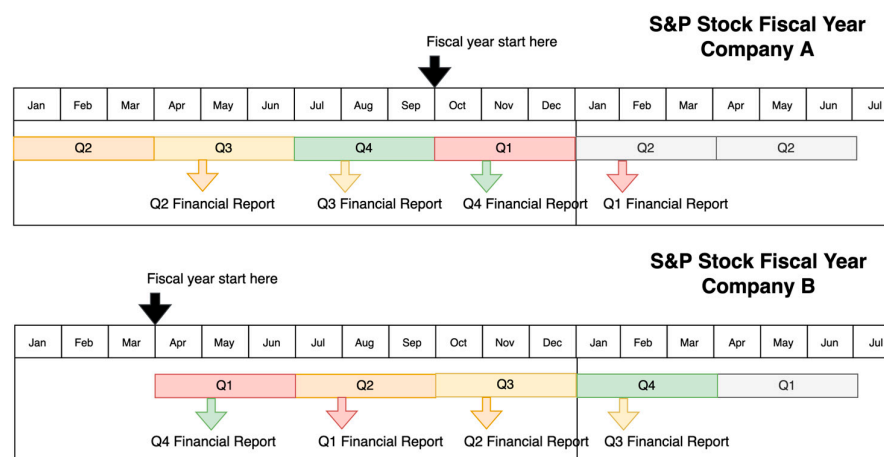 S&P Stock Fiscal Year
Company A
Fiscal year start here
Jan Feb Mar Apr May Jun Jul Aug Sep Oct Nov Dec Jan Feb Mar Apr May Jun Jul
Q2 Q3 Q4 Q1 Q2 Q2
Q2 Financial Report Q3 Financial Report Q4 Financial Report Q1 Financial Report
S&P Stock Fiscal Year
Company B
Fiscal year start here
Jan Feb Mar Apr May Jun Jul Aug Sep Oct Nov Dec Jan Feb Mar Apr May Jun Jul
Q1 Q2 Q3 Q4 Q1
Q4 Financial Report Q1 Financial Report Q2 Financial Report Q3 Financial Report